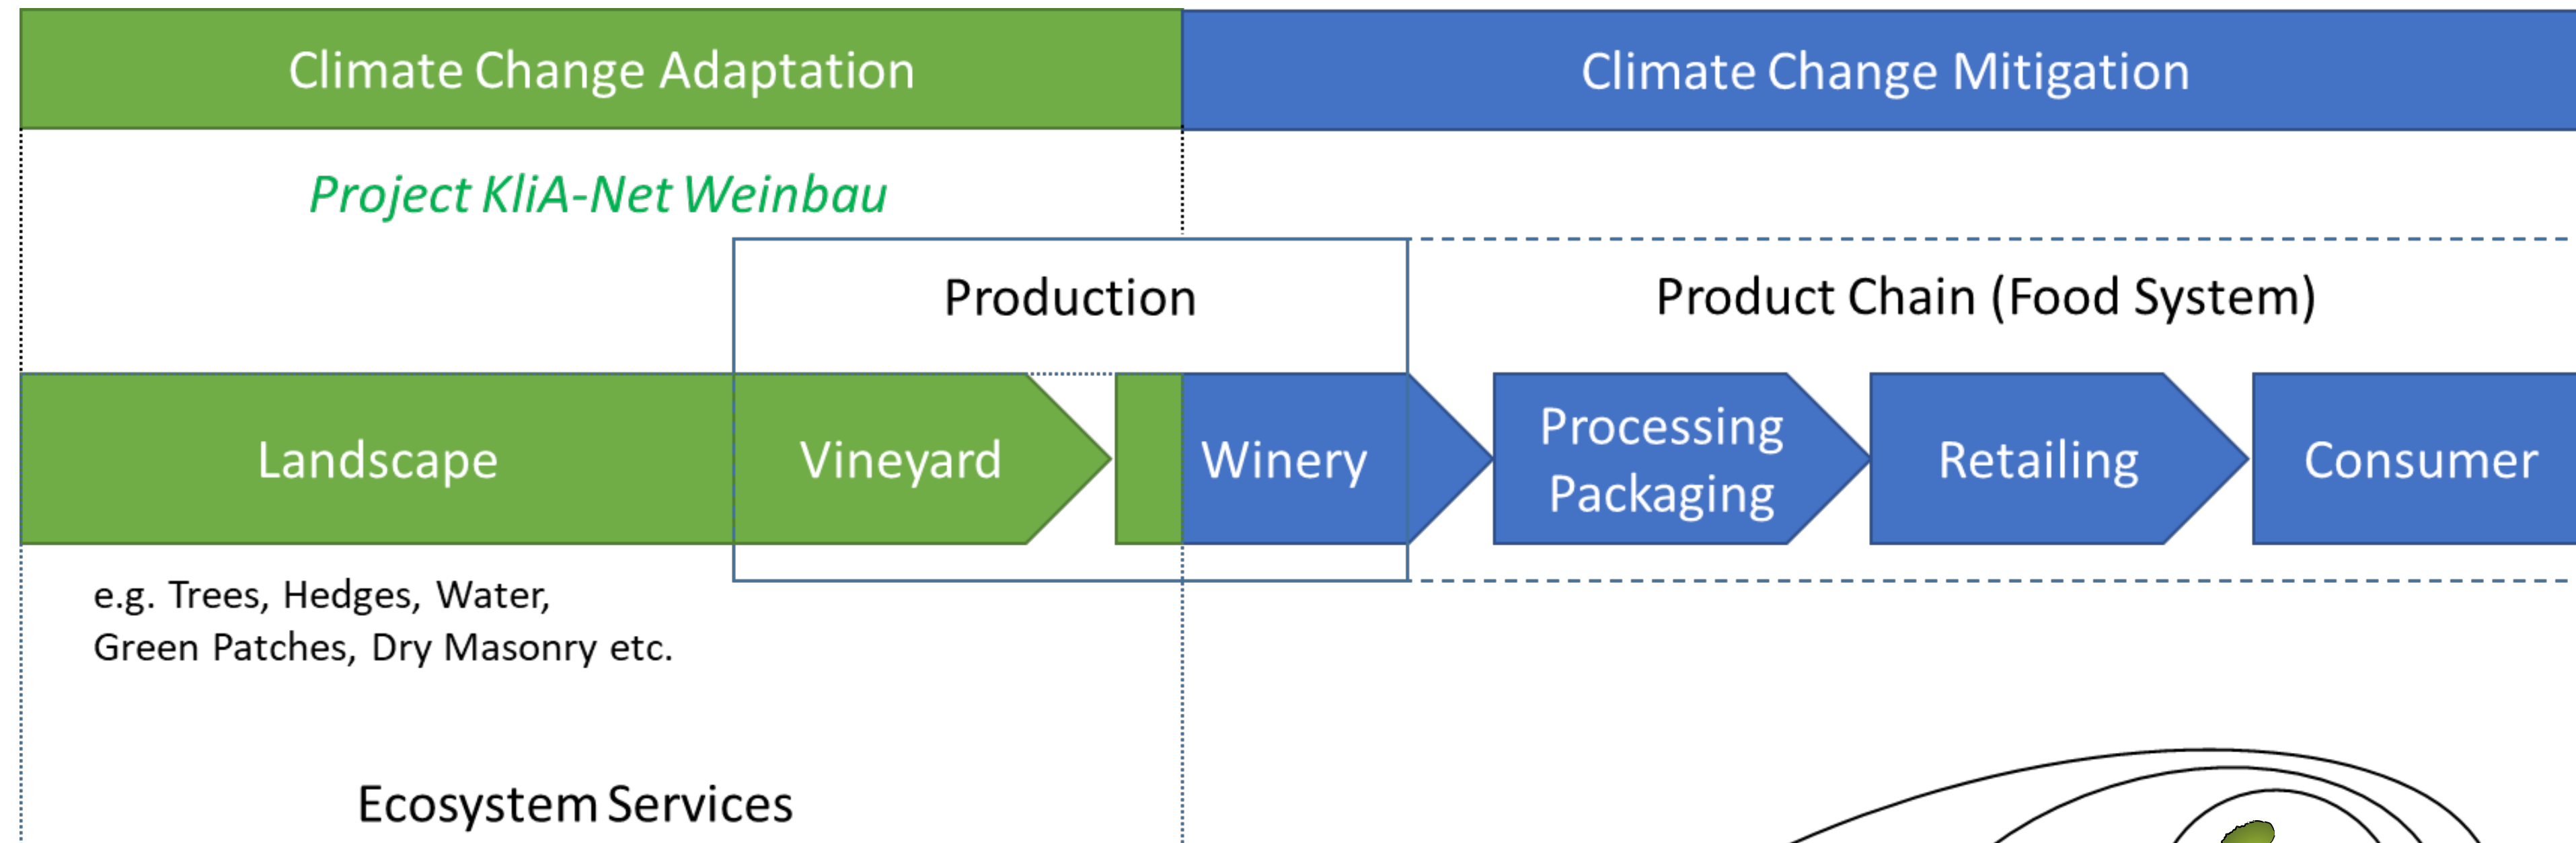 Climate Change Adaptation
Climate Change Mitigation
Project KliA-Net Weinbau
Production
Product Chain (Food System)
Landscape
Vineyard
Winery
Processing
Packaging
Retailing
Consumer
e.g. Trees, Hedges, Water,
Green Patches, Dry Masonry etc.
Ecosystem Services